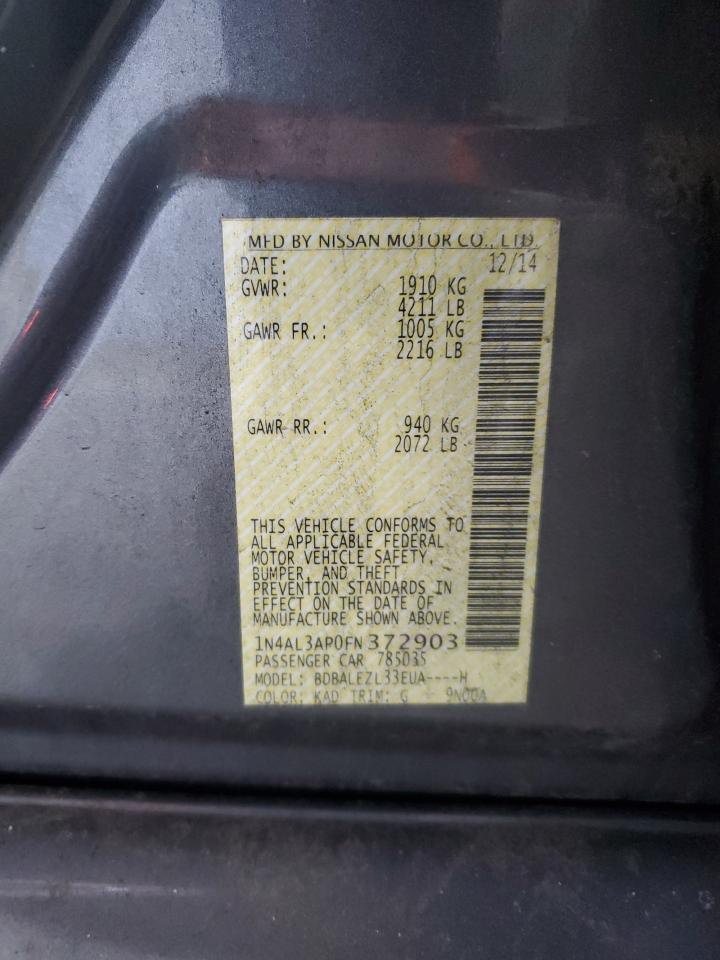 MFD BY NISSAN MOTOR CO., LTD.
DATE: 12/14
GVWR: 1910 KG
4211 LB
GAWR FR.: 1005 KG
2216 LB
GAWR RR.: 940 KG
2072 LB
THIS VEHICLE CONFORMS TO
ALL APPLICABLE FEDERAL
MOTOR VEHICLE SAFETY,
BUMPER, AND THEFT
PREVENTION STANDARDS IN
EFFECT ON THE DATE OF
MANUFACTURE SHOWN ABOVE.
1N4AL3AP0FN372903
PASSENGER CAR 785035
MODEL: BDBALEZL33EUA----H
COLOR: KAD TRIM: G - 9N00A